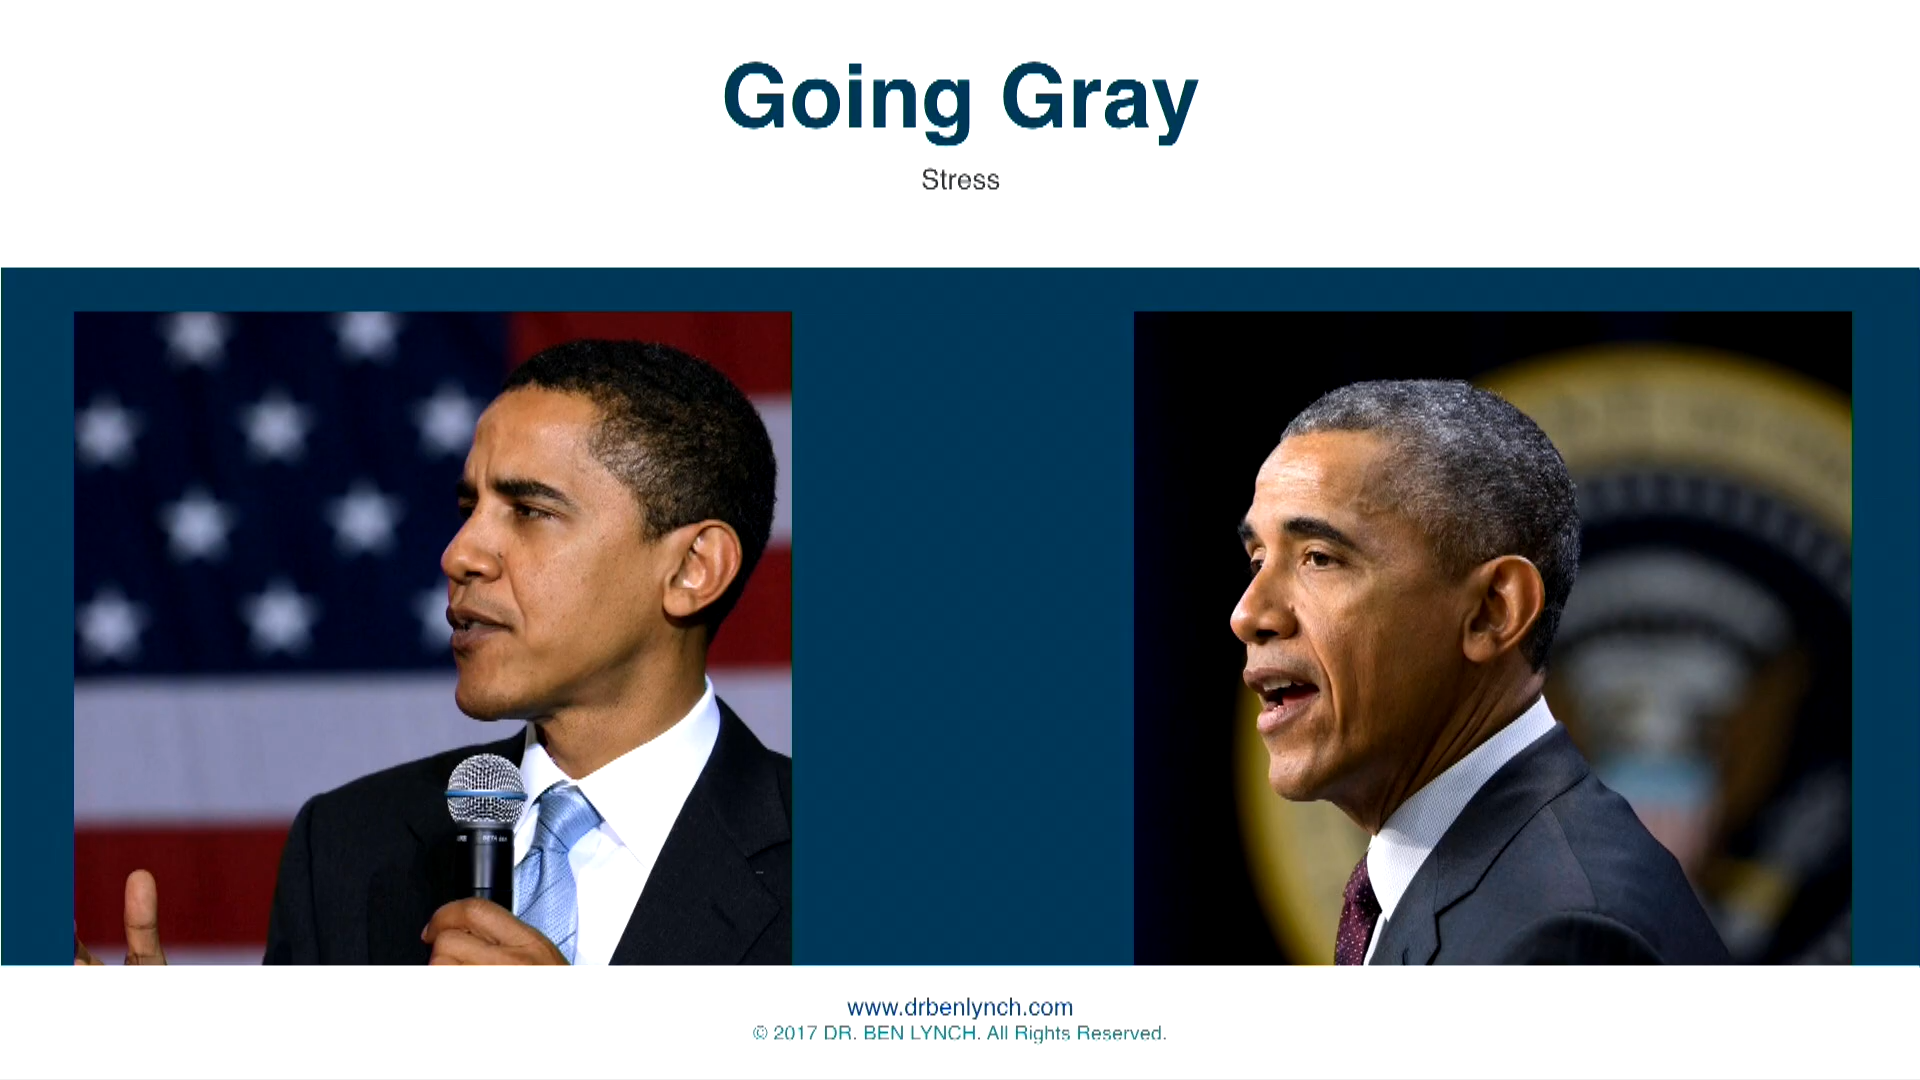 Going Gray
Stress
www.drbenlynch.com
© 2017 DR. BEN LYNCH. All Rights Reserved.